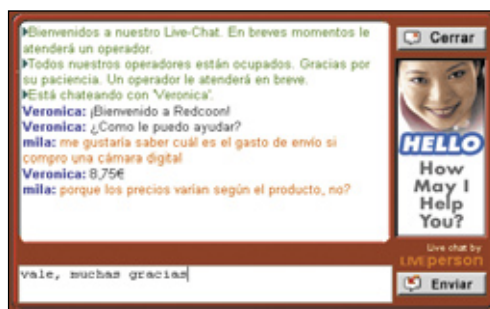 Bienvenidos a nuestro Live-Chat. En breves momentos le
atenderá un operador.
Todos nuestros operadores están ocupados. Gracias por
su paciencia. Un operador le atenderá en breve.
Está chateando con 'Veronica'.
Veronica: ¡Bienvenido a Redcoon!
Veronica: ¿Como le puedo ayudar?
mila: me gustaría saber cuál es el gasto de envío si
compro una cámara digital
Veronica: 8,75€
mila: porque los precios varían según el producto, no?
vale, muchas gracias
Cerrar
HELLO
How
May I
Help
You?
Live chat by
LIVEperson
Enviar